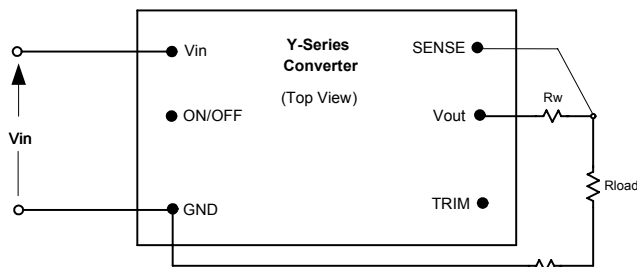 Y-Series
Converter
(Top View)
Vin
SENSE
ON/OFF
Vout
Rw
Vin
Rload
GND
TRIM